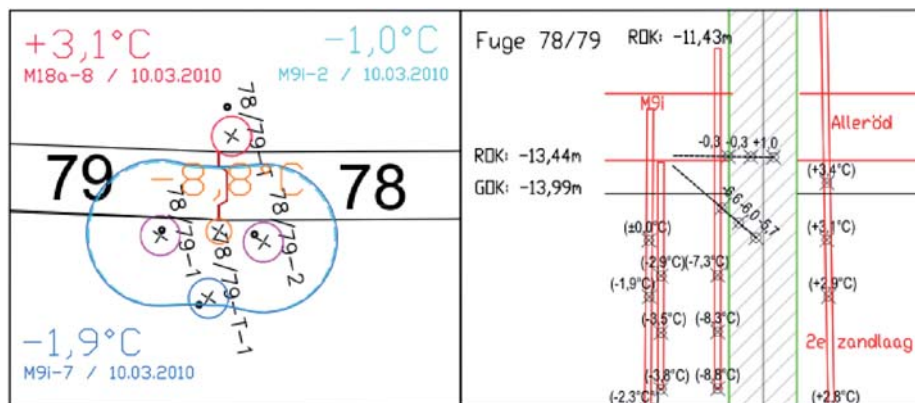 +3,1°C
M18a-8 / 10.03.2010
-1,0°C
M9i-2 / 10.03.2010
78/79-T
79
-8,8°C
78
78/79-1
78/79-2
78/79-T-1
-1,9°C
M9i-7 / 10.03.2010
Fuge 78/79
ROK: -11,43m
M9i
Alleröd
ROK: -13,44m
GOK: -13,99m
-0,3 -0,3 +1,0
(+3,4°C)
-6,6 -6,0 -5,7
(±0,0°C)
(+3,1°C)
(-2,9°C)
(-7,3°C)
(-1,9°C)
(+2,9°C)
(-3,5°C)
(-8,3°C)
2e zandlaag
(-3,8°C)
(-8,8°C)
(-2,3°C)
(+2,8°C)